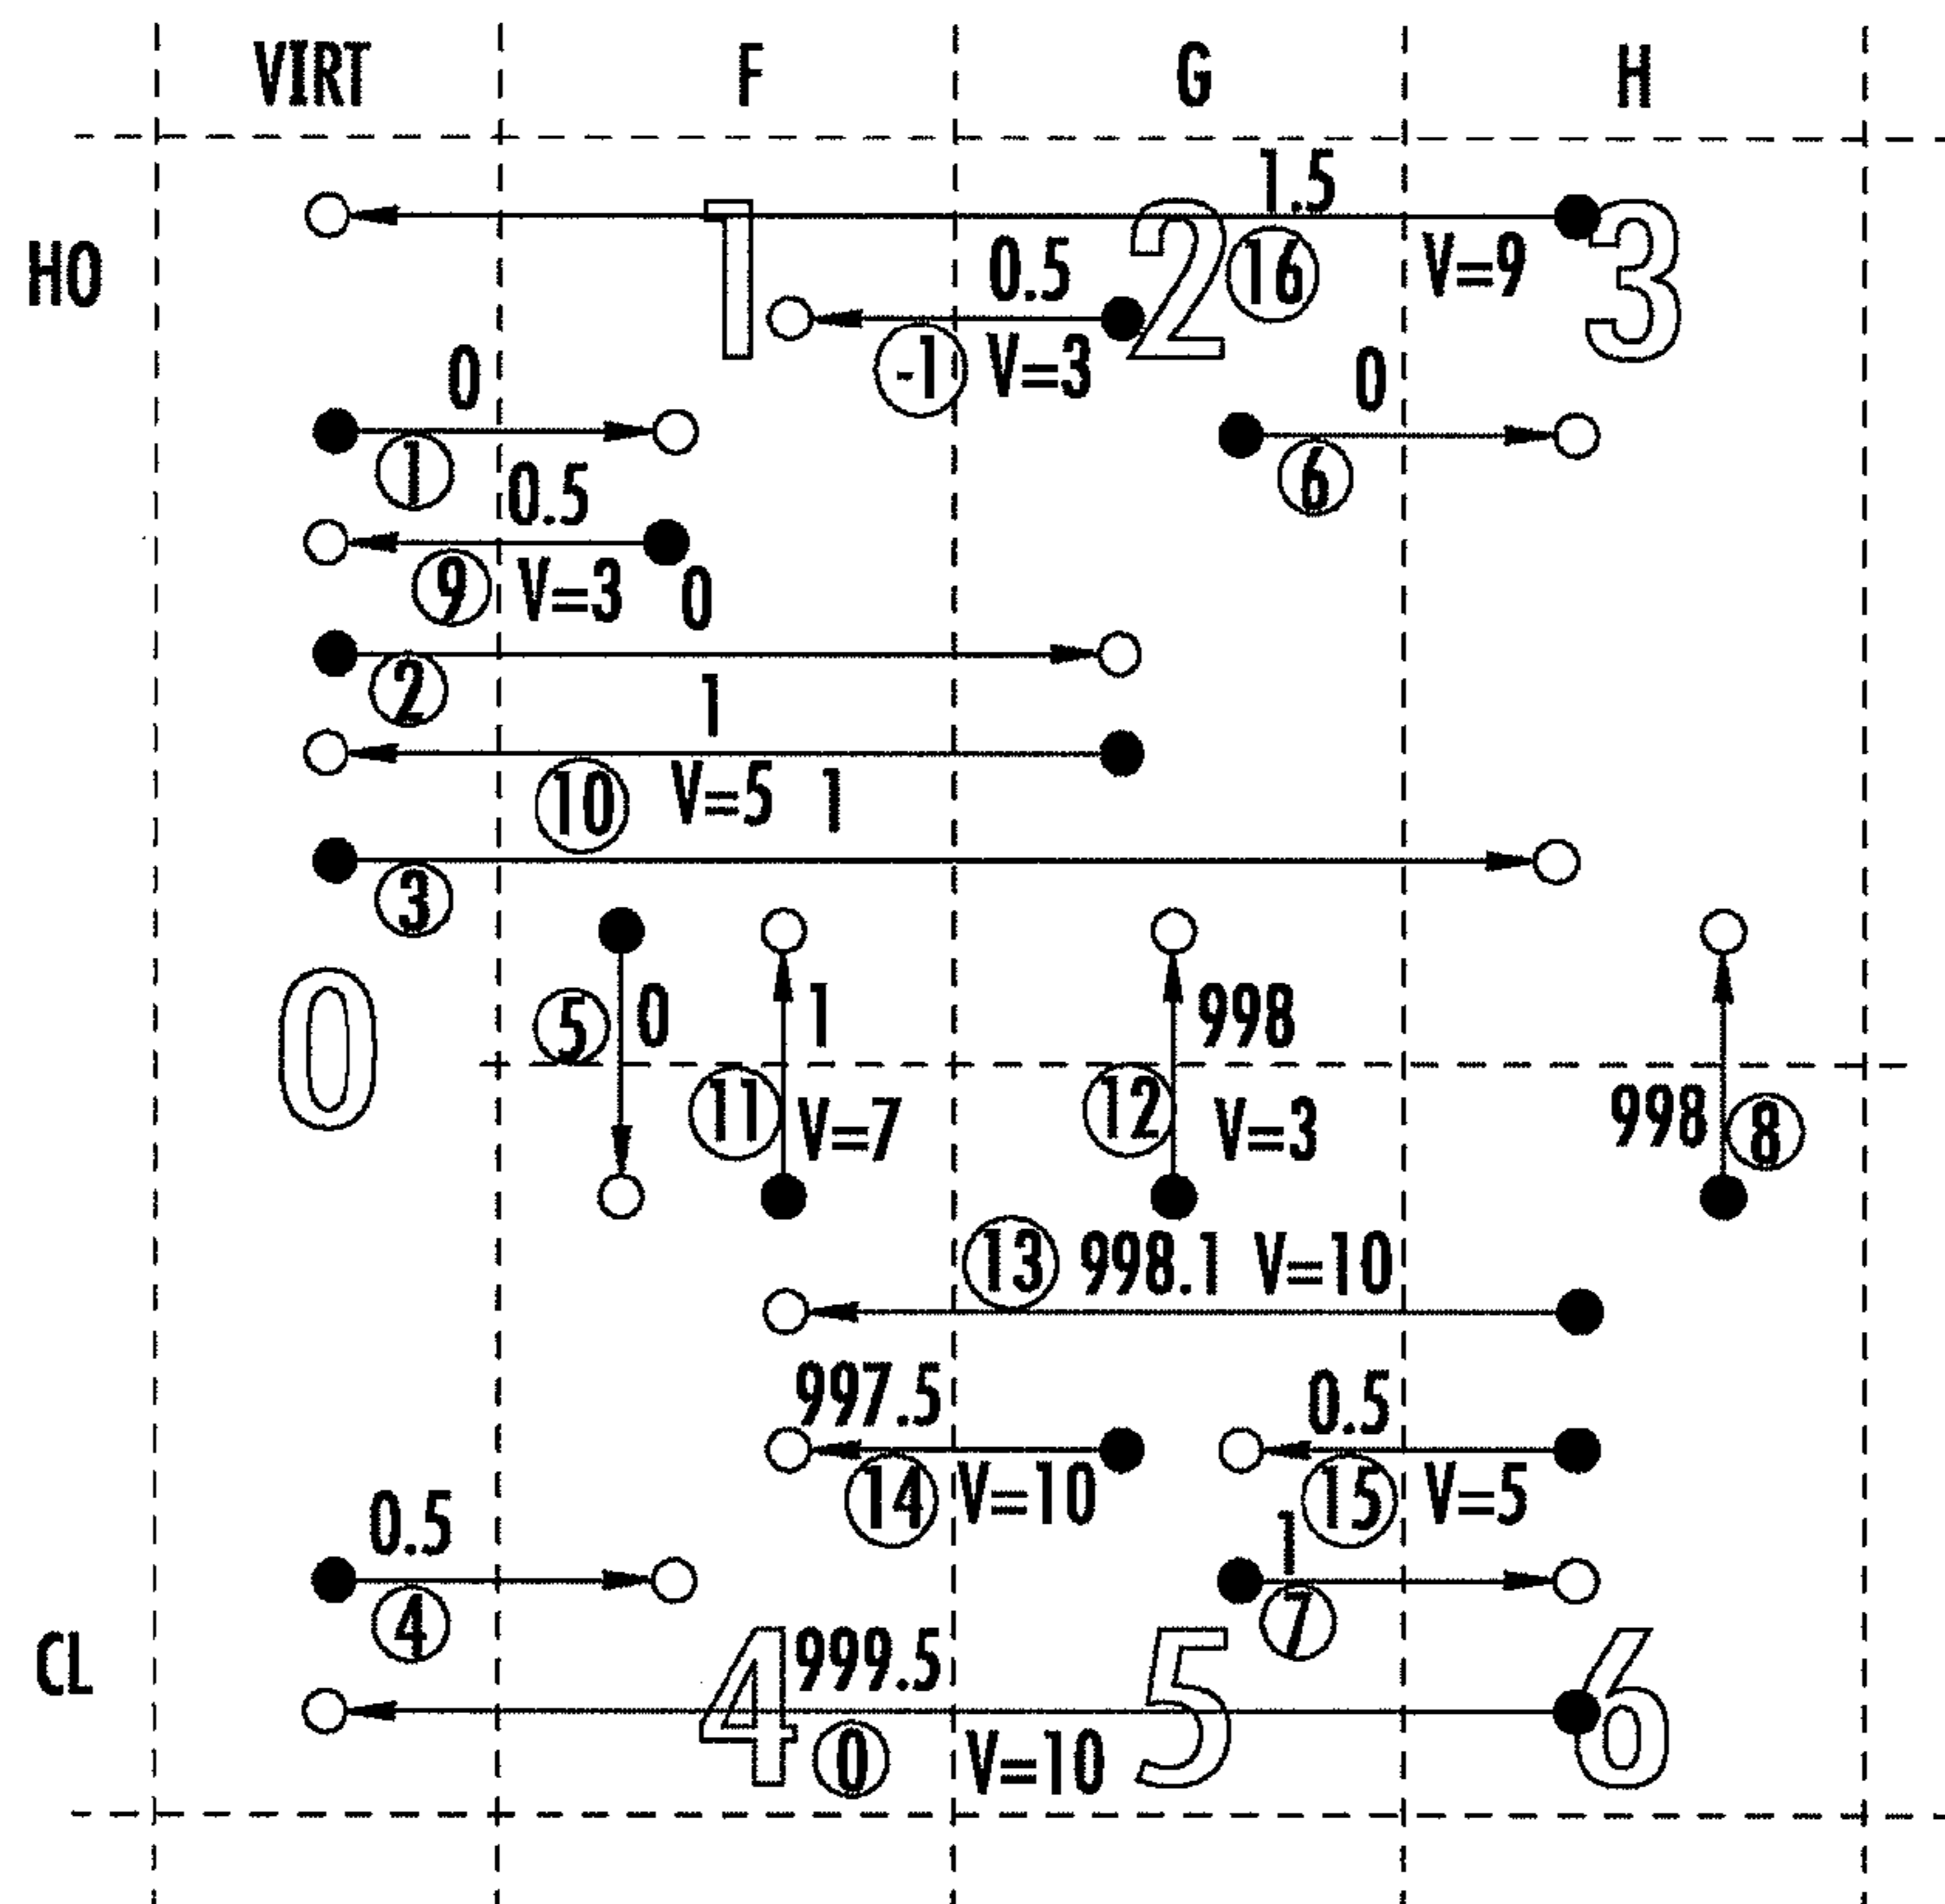 VIRT F G H
1.5
HO 1 2 16 V=9 3
0.5
-1 V=3
0 0
1 6
0.5
9 V=3 0
2
1
10 V=5 1
3
0 5 0 1 998
11 V=7 12 V=3 998 8
13 998.1 V=10
997.5 0.5
14 V=10 15 V=5
0.5 1
4 7
CL 4 999.5 5 6
0 V=10